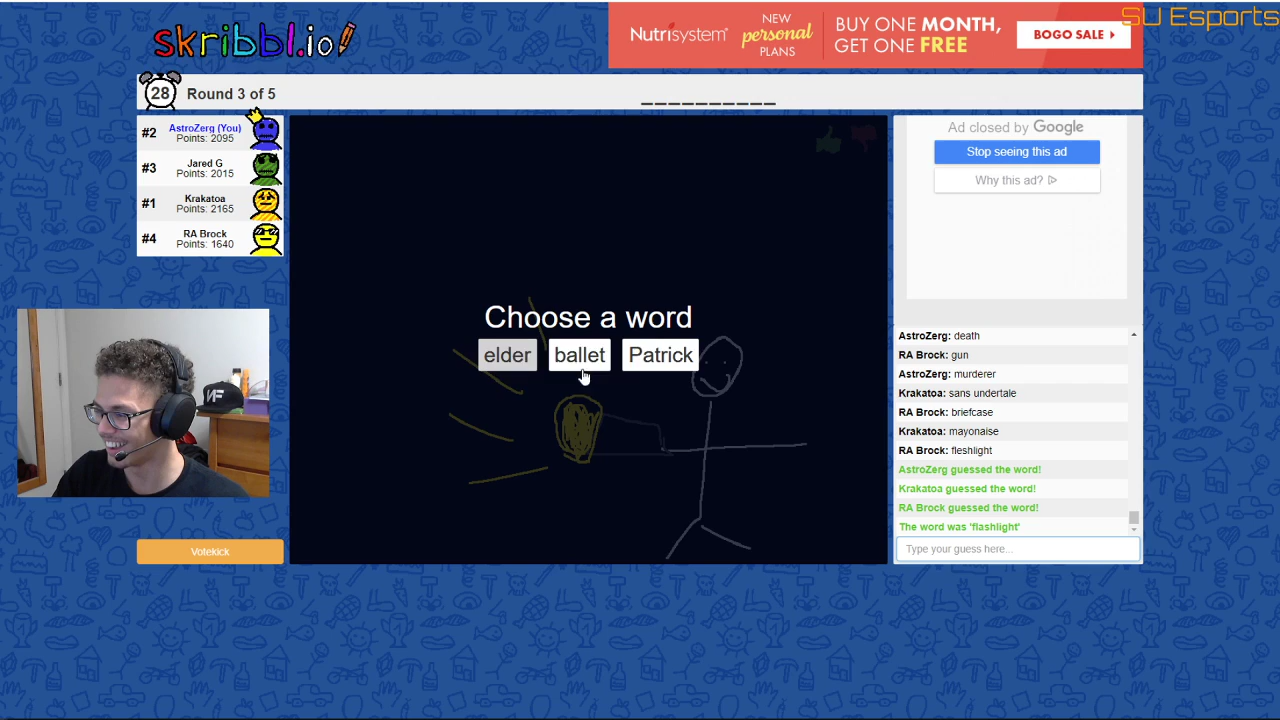 SU Esports
skribbl.io
Nutrisystem®
NEW
personal
PLANS
BUY ONE MONTH,
GET ONE FREE
BOGO SALE
28
Round 3 of 5
__________
#2
AstroZerg (You)
Points: 2095
#3
Jared G
Points: 2015
#1
Krakatoa
Points: 2165
#4
RA Brock
Points: 1640
NF
Votekick
Choose a word
elder ballet Patrick
Ad closed by Google
Stop seeing this ad
Why this ad?
AstroZerg: death
RA Brock: gun
AstroZerg: murderer
Krakatoa: sans undertale
RA Brock: briefcase
Krakatoa: mayonaise
RA Brock: fleshlight
AstroZerg guessed the word!
Krakatoa guessed the word!
RA Brock guessed the word!
The word was 'flashlight'
Type your guess here...